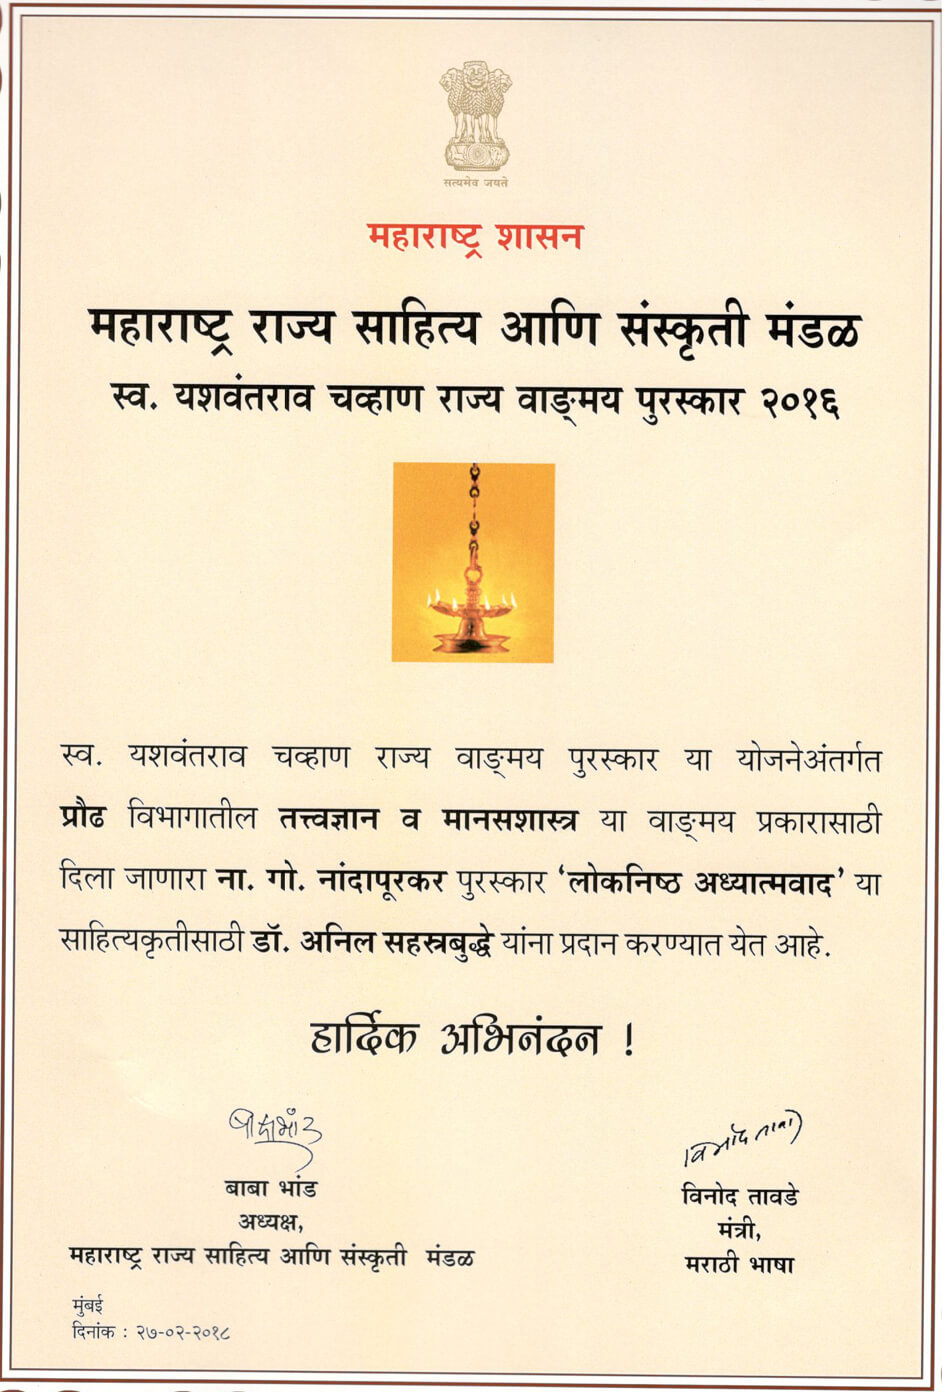 सत्यमेव जयते
महाराष्ट्र शासन
महाराष्ट्र राज्य साहित्य आणि संस्कृती मंडळ
स्व. यशवंतराव चव्हाण राज्य वाङ्‌मय पुरस्कार २०१६
स्व. यशवंतराव चव्हाण राज्य वाङ्‌मय पुरस्कार या योजनेअंतर्गत
प्रौढ विभागातील तत्त्वज्ञान व मानसशास्त्र या वाङ्‌मय प्रकारासाठी
दिला जाणारा ना. गो. नांदापूरकर पुरस्कार ‘लोकनिष्ठ अध्यात्मवाद’ या
साहित्यकृतीसाठी डॉ. अनिल सहस्रबुद्धे यांना प्रदान करण्यात येत आहे.
हार्दिक अभिनंदन !
बाबा भांड
अध्यक्ष,
महाराष्ट्र राज्य साहित्य आणि संस्कृती मंडळ
विनोद तावडे
मंत्री,
मराठी भाषा
मुंबई
दिनांक : २७-०२-२०१८